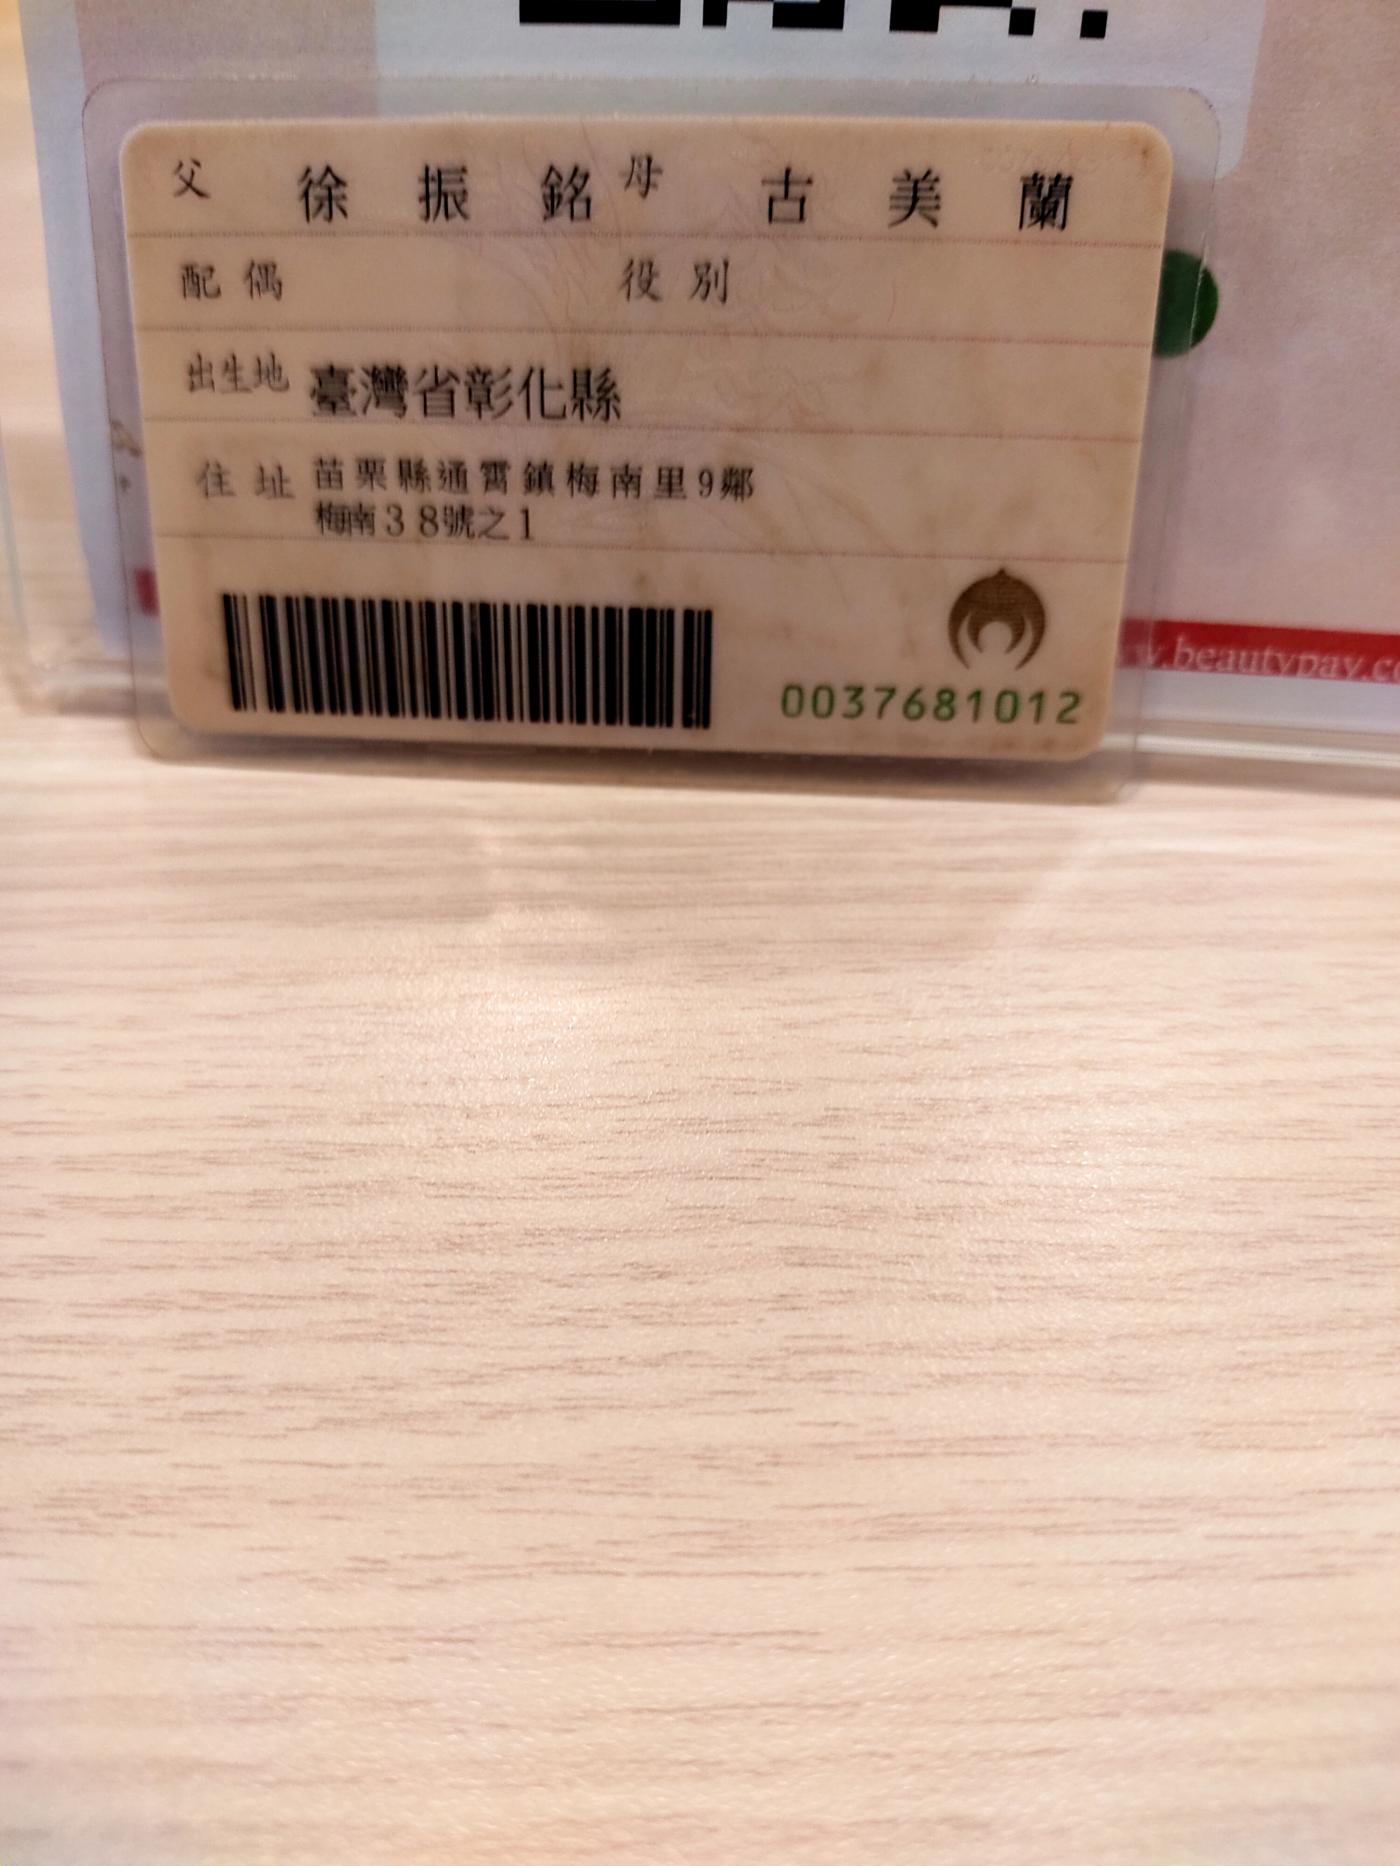 父 徐振銘 母 古美蘭
配偶 役別
出生地 臺灣省彰化縣
住址 苗栗縣通霄鎮梅南里9鄰
梅南38號之1
0037681012
w.beautypay.co